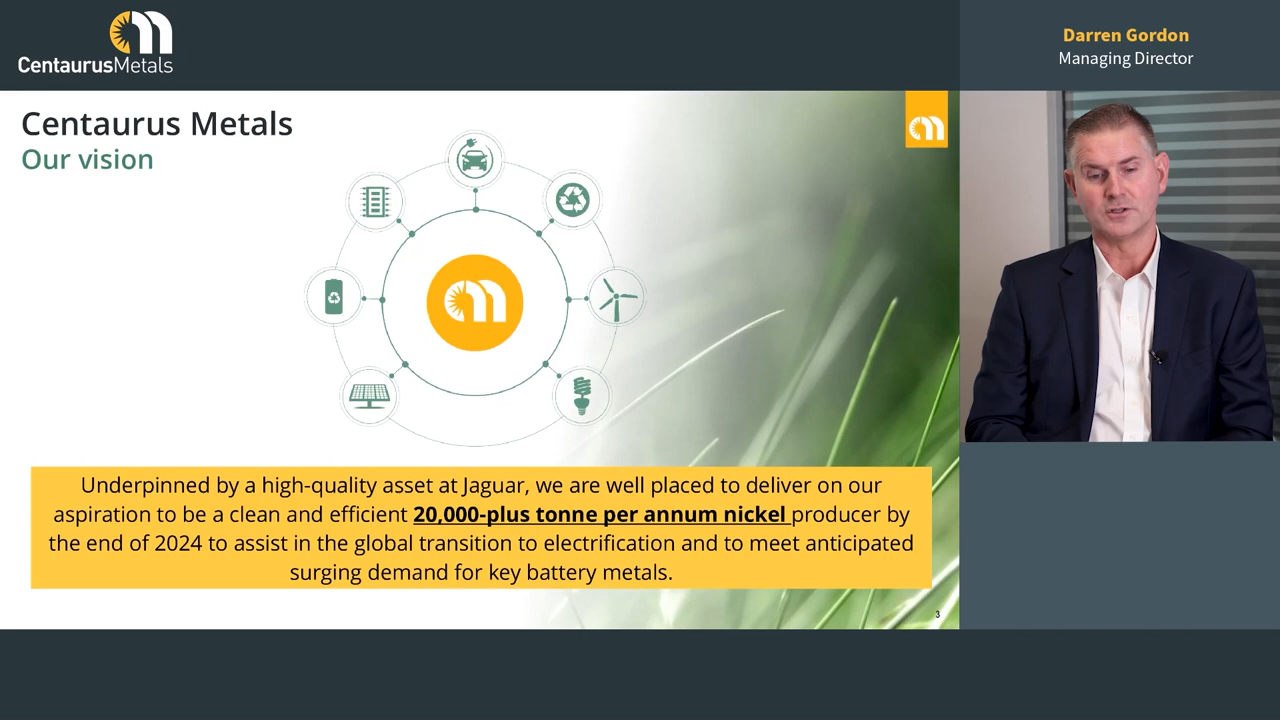 CentaurusMetals
Darren Gordon
Managing Director
Centaurus Metals
Our vision
Underpinned by a high-quality asset at Jaguar, we are well placed to deliver on our
aspiration to be a clean and efficient 20,000-plus tonne per annum nickel producer by
the end of 2024 to assist in the global transition to electrification and to meet anticipated
surging demand for key battery metals.
3